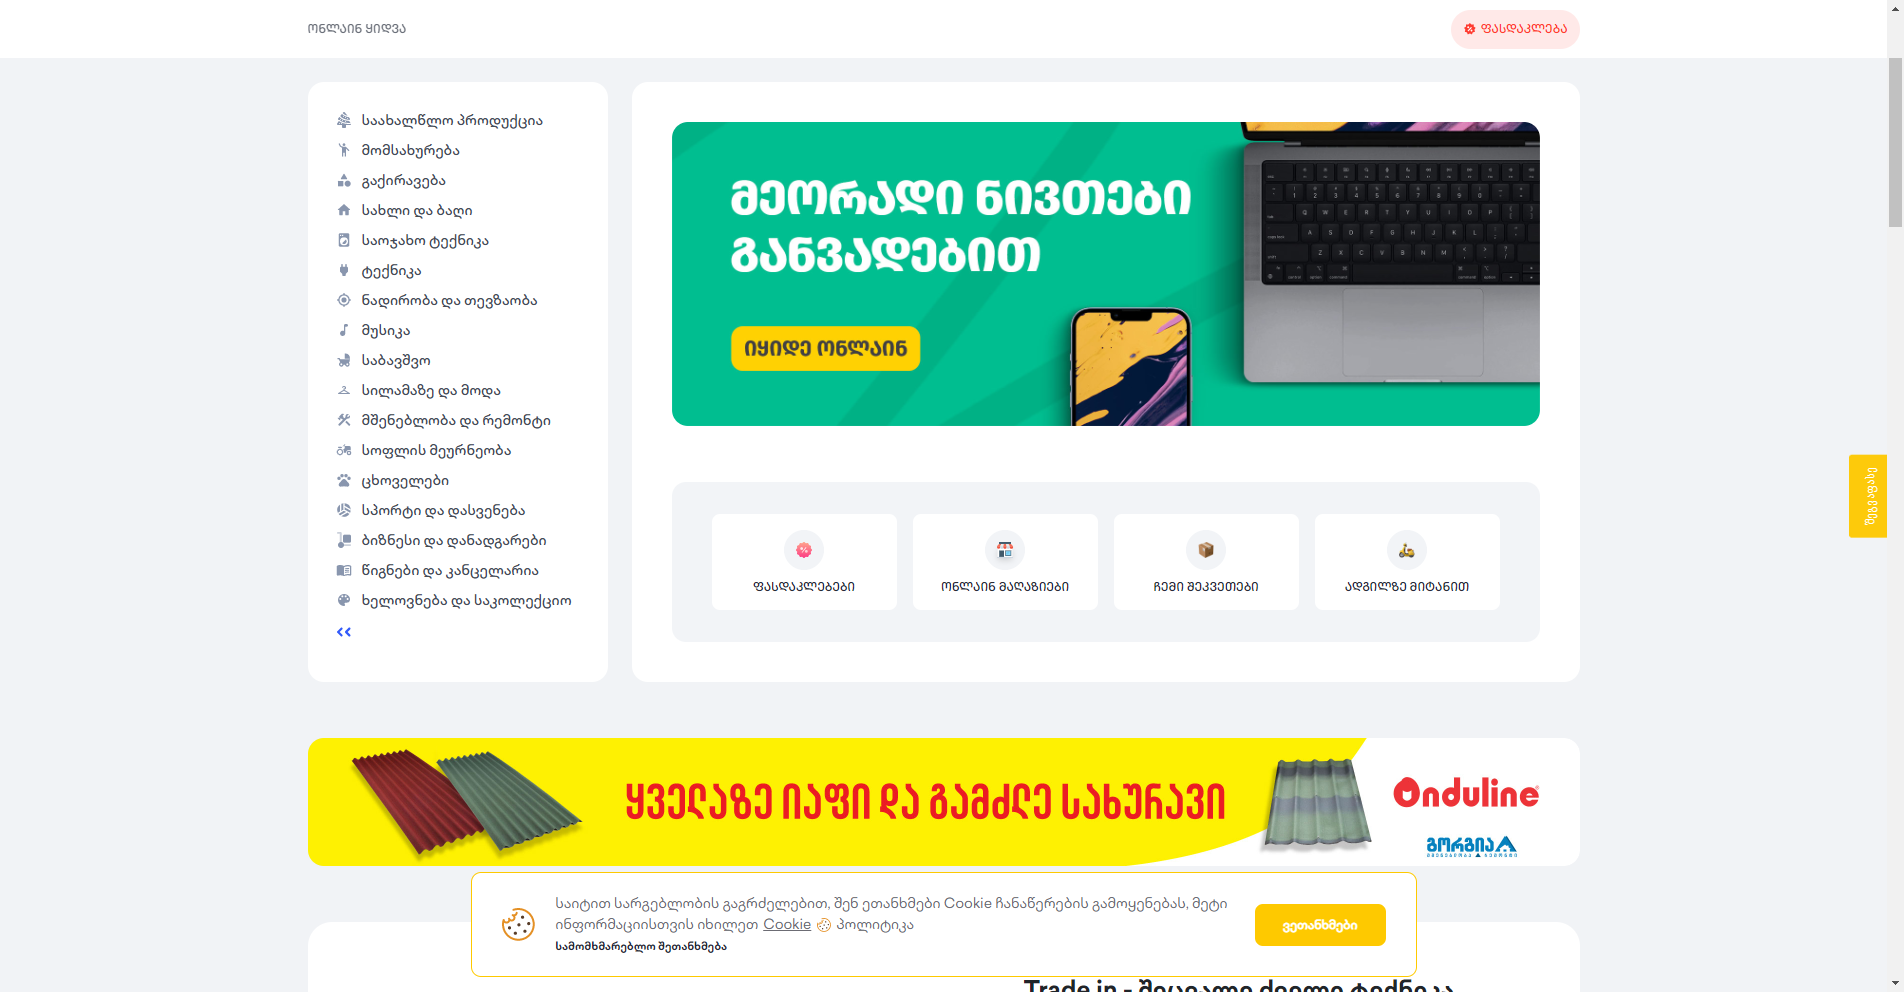 ონლაინ ყიდვა
ფასდაკლება
საახალწლო პროდუქცია
მომსახურება
გაქირავება
სახლი და ბაღი
საოჯახო ტექნიკა
ტექნიკა
ნადირობა და თევზაობა
მუსიკა
საბავშვო
სილამაზე და მოდა
მშენებლობა და რემონტი
სოფლის მეურნეობა
ცხოველები
სპორტი და დასვენება
ბიზნესი და დანადგარები
წიგნები და კანცელარია
ხელოვნება და საკოლექციო
მეორადი ნივთები
განვადებით
იყიდე ონლაინ
ფასდაკლებები
ონლაინ მაღაზიები
ჩემი შეკვეთები
ადგილზე მიტანით
შეაფასე
ყველაზე იაფი და გამძლე სახურავი
Onduline
გორგია
მშენებლობა რემონტი
საიტით სარგებლობის გაგრძელებით, შენ ეთანხმები Cookie ჩანაწერების გამოყენებას, მეტი
ინფორმაციისთვის იხილეთ Cookie პოლიტიკა
სამომხმარებლო შეთანხმება
ვეთანხმები
Trade in - შეცვალე ძველი ტექნიკა